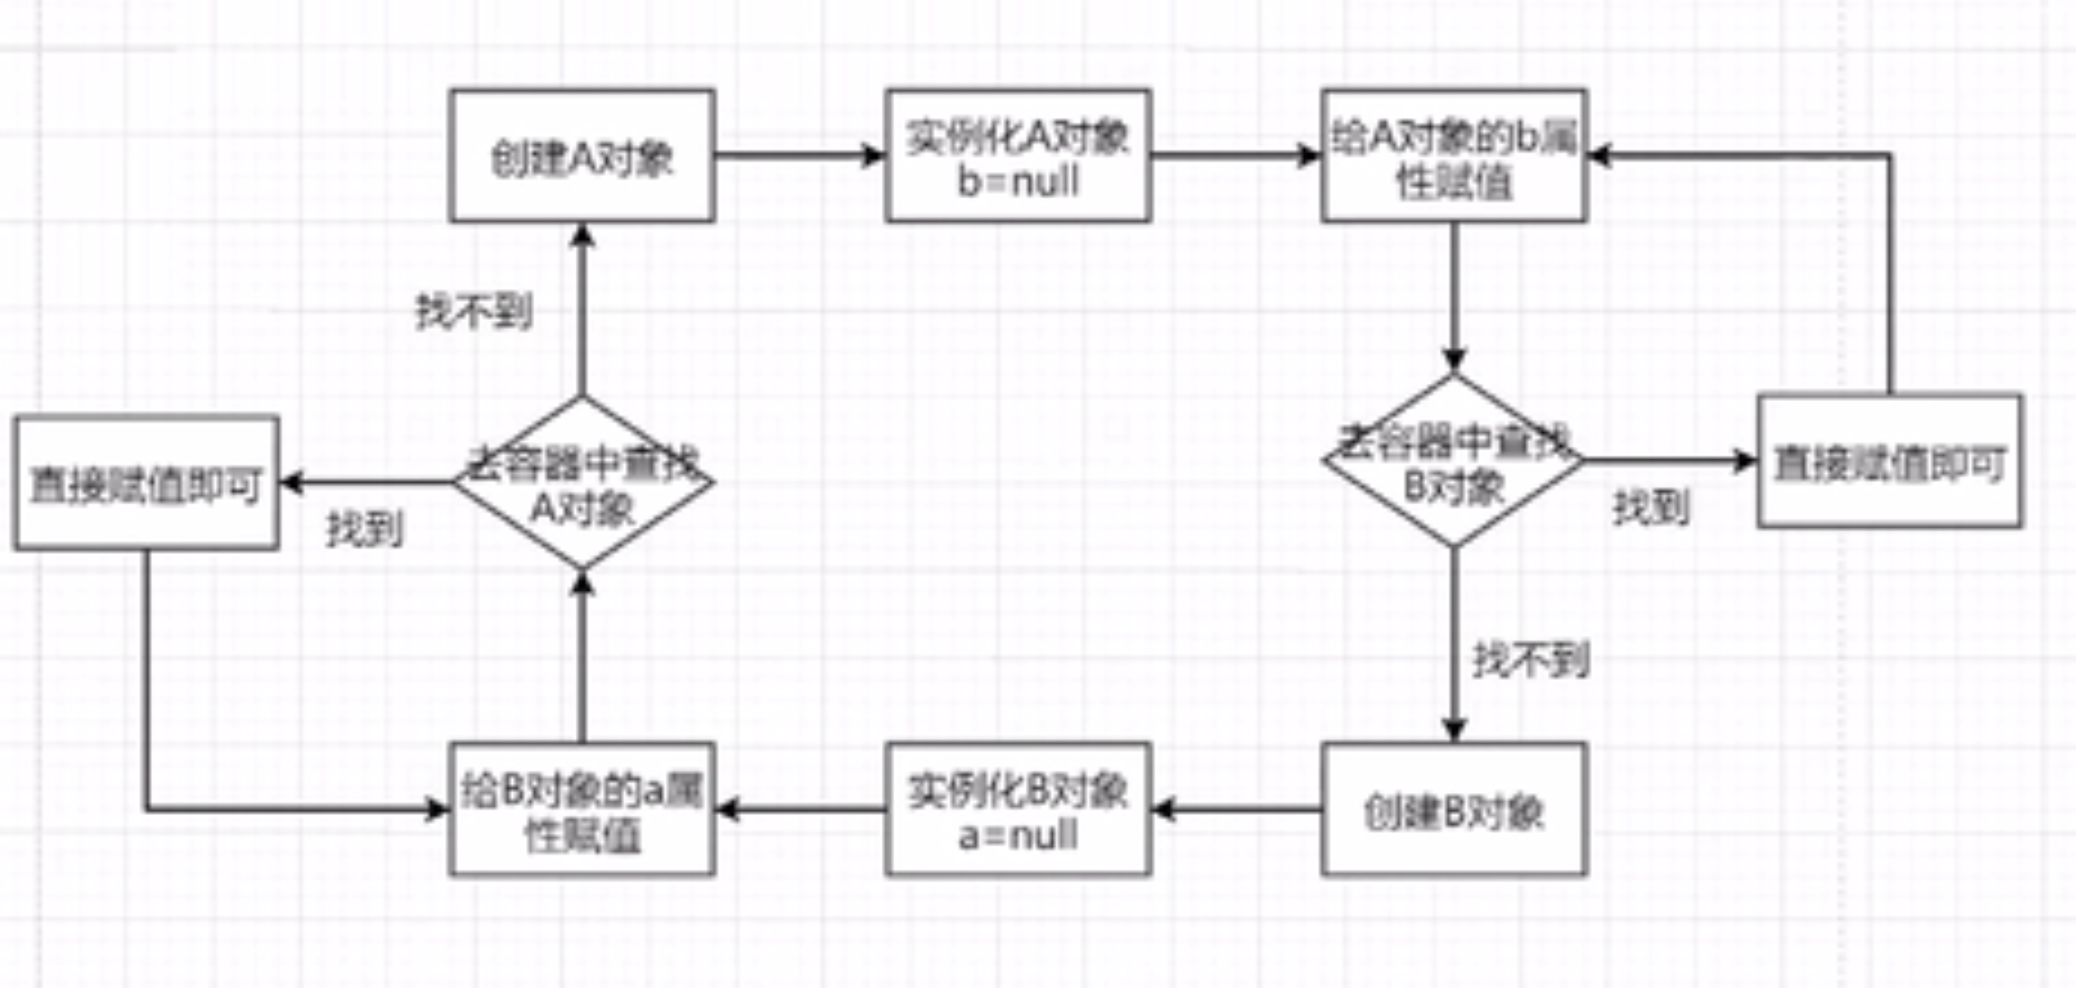 创建A对象
实例化A对象
b=null
给A对象的b属
性赋值
找不到
直接赋值即可
找到
去容器中查找
A对象
去容器中查找
B对象
找到
直接赋值即可
找不到
给B对象的a属
性赋值
实例化B对象
a=null
创建B对象